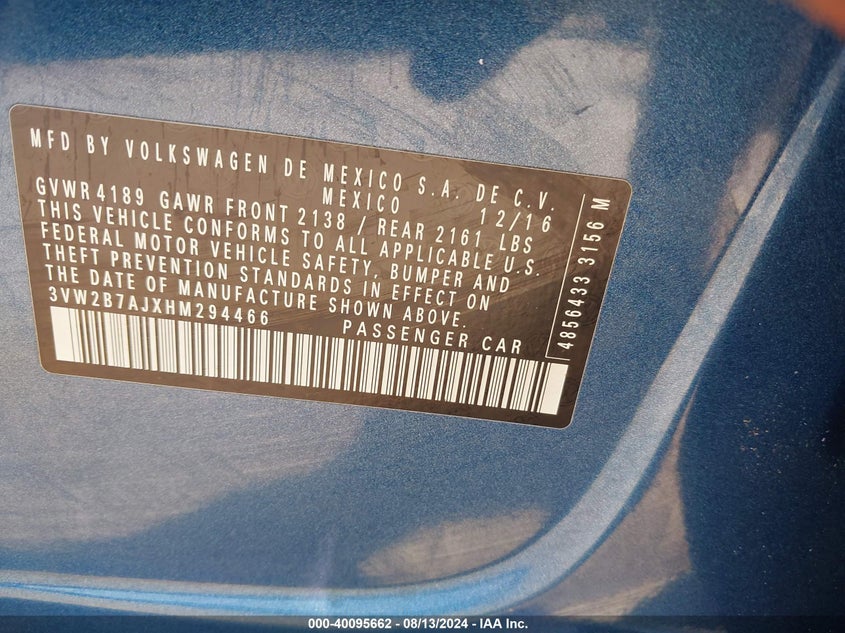 MFD BY VOLKSWAGEN DE MEXICO S.A. DE C.V.
MEXICO 12/16
GVWR 4189 GAWR FRONT 2138 / REAR 2161 LBS
THIS VEHICLE CONFORMS TO ALL APPLICABLE U.S.
FEDERAL MOTOR VEHICLE SAFETY, BUMPER AND
THEFT PREVENTION STANDARDS IN EFFECT ON
THE DATE OF MANUFACTURE SHOWN ABOVE.
3VW2B7AJXHM294466 PASSENGER CAR
4856433 3156 M
000-40095662 - 08/13/2024 - IAA Inc.